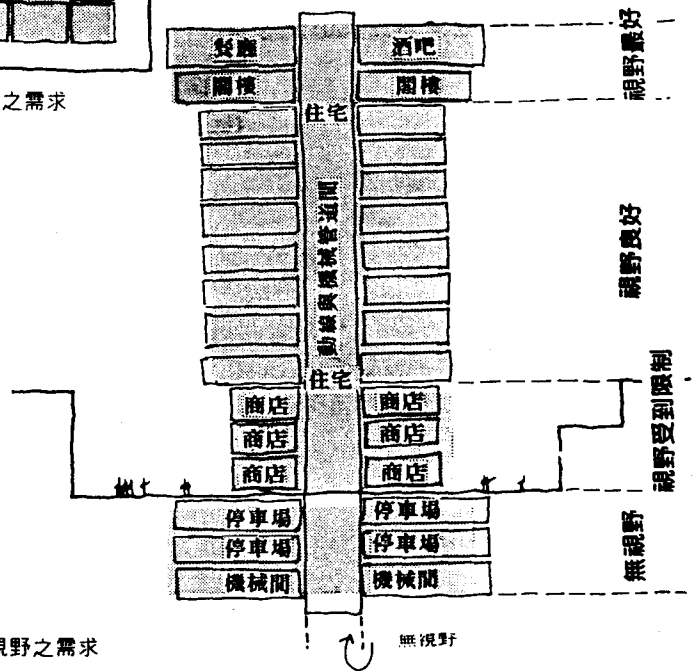 之需求
餐廳 酒吧
閣樓 閣樓
住宅
動線與機械管道間
住宅
商店 商店
商店 商店
商店 商店
停車場 停車場
停車場 停車場
機械間 機械間
無視野
視野最好
視野良好
視野受到限制
無視野
視野之需求